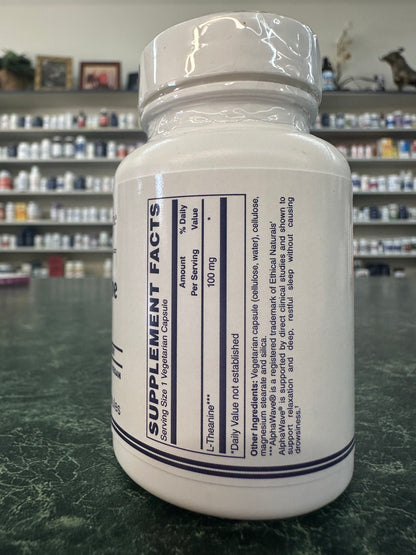 SUPPLEMENT FACTS
Serving Size 1 Vegetarian Capsule
Amount % Daily
Per Serving Value
L-Theanine*** 100 mg *
*Daily Value not established
Other Ingredients: Vegetarian capsule (cellulose, water), cellulose,
magnesium stearate and silica.
***AlphaWave® is a registered trademark of Ethical Naturals'
AlphaWave® is supported by direct clinical studies and shown to
support relaxation and deep, restful sleep without causing
drowsiness.¹